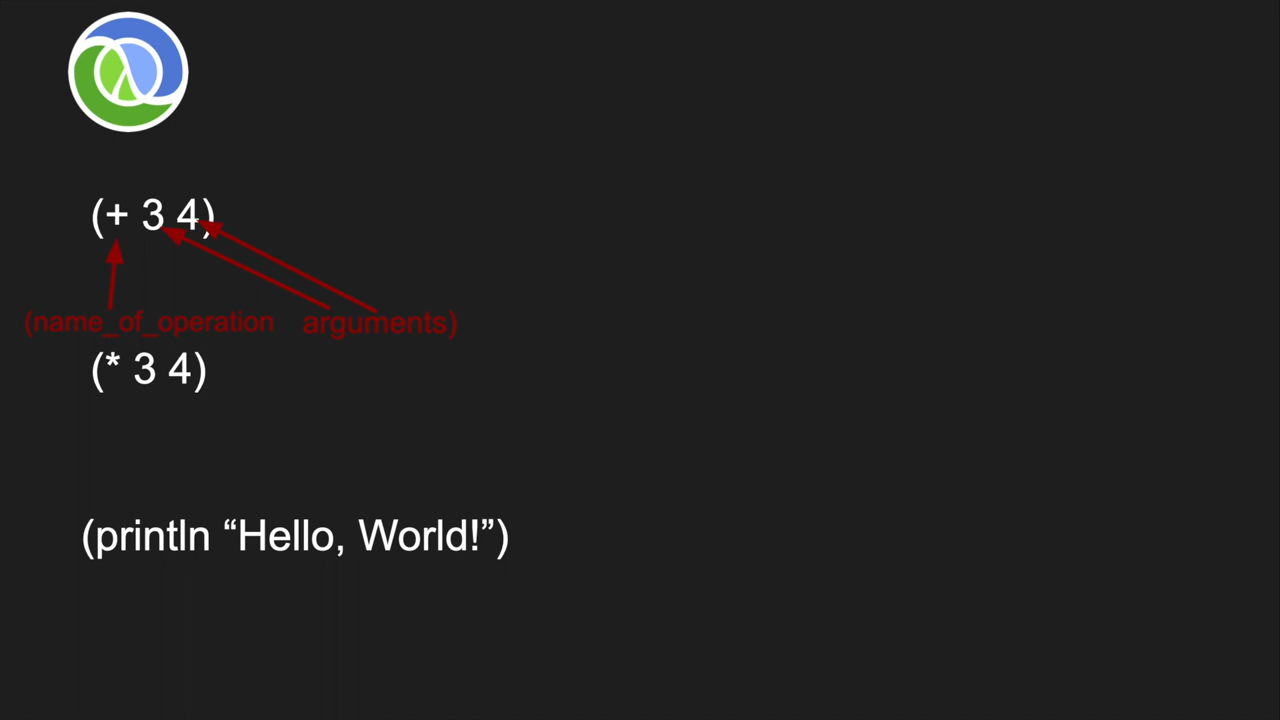 (+ 3 4)
(name_of_operation arguments)
(* 3 4)
(println “Hello, World!”)